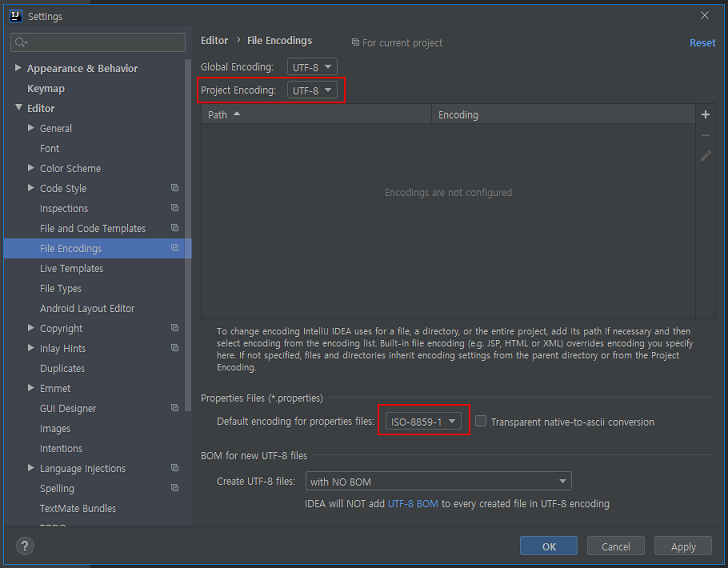 Settings
Appearance & Behavior
Keymap
Editor
General
Font
Color Scheme
Code Style
Inspections
File and Code Templates
File Encodings
Live Templates
File Types
Android Layout Editor
Copyright
Inlay Hints
Duplicates
Emmet
GUI Designer
Images
Intentions
Language Injections
Spelling
TextMate Bundles
TODO
Editor › File Encodings For current project Reset
Global Encoding: UTF-8
Project Encoding: UTF-8
Path Encoding
Encodings are not configured
To change encoding IntelliJ IDEA uses for a file, a directory, or the entire project, add its path if necessary and then
select encoding from the encoding list. Built-in file encoding (e.g. JSP, HTML or XML) overrides encoding you specify
here. If not specified, files and directories inherit encoding settings from the parent directory or from the Project
Encoding.
Properties Files (*.properties)
Default encoding for properties files: ISO-8859-1 Transparent native-to-ascii conversion
BOM for new UTF-8 files
Create UTF-8 files: with NO BOM
IDEA will NOT add UTF-8 BOM to every created file in UTF-8 encoding
? OK Cancel Apply